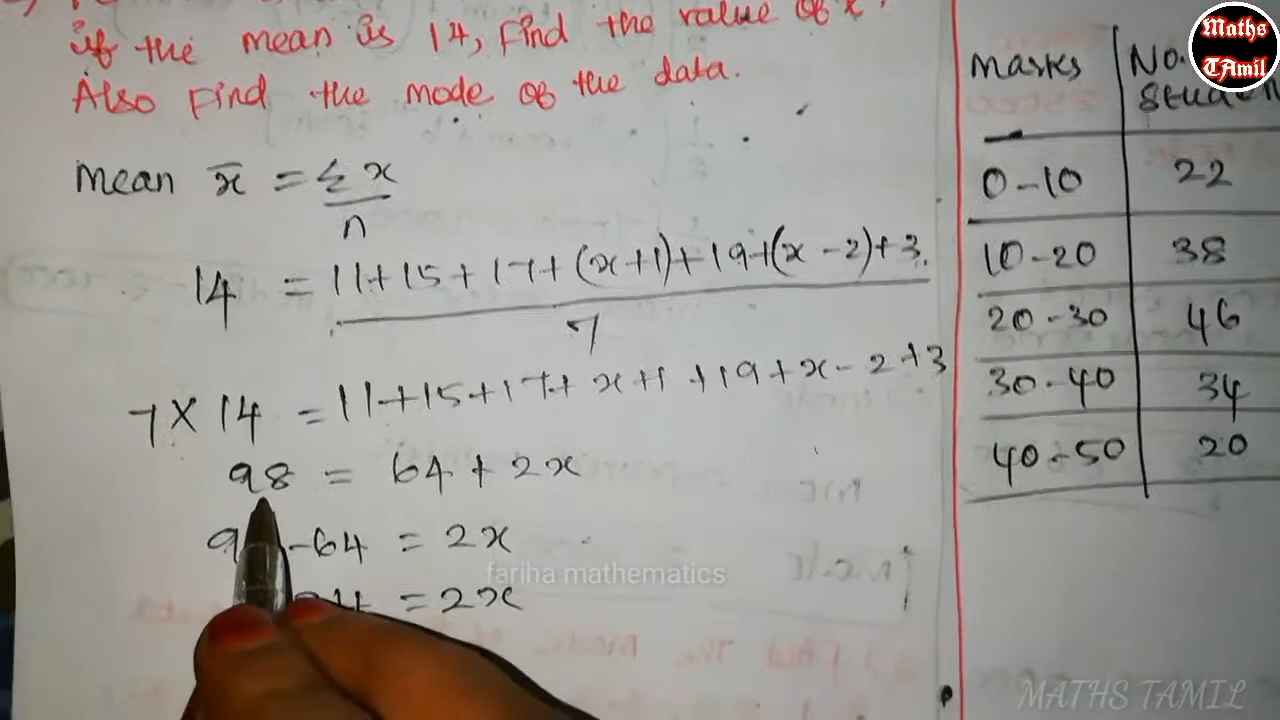 if the mean is 14, Find the value of x.
Also Find the mode of the data.
Mean x̄ = Σx
n
14 = 11+15+17+(x+1)+19+(x-2)+3
7
7×14 = 11+15+17+x+1+19+x-2+3
98 = 64+2x
-64 = 2x
= 2x
Marks No.
Studen
0-10 22
10-20 38
20-30 46
30-40 34
40-50 20
Maths
TAmil
fariha mathematics
MATHS TAMIL